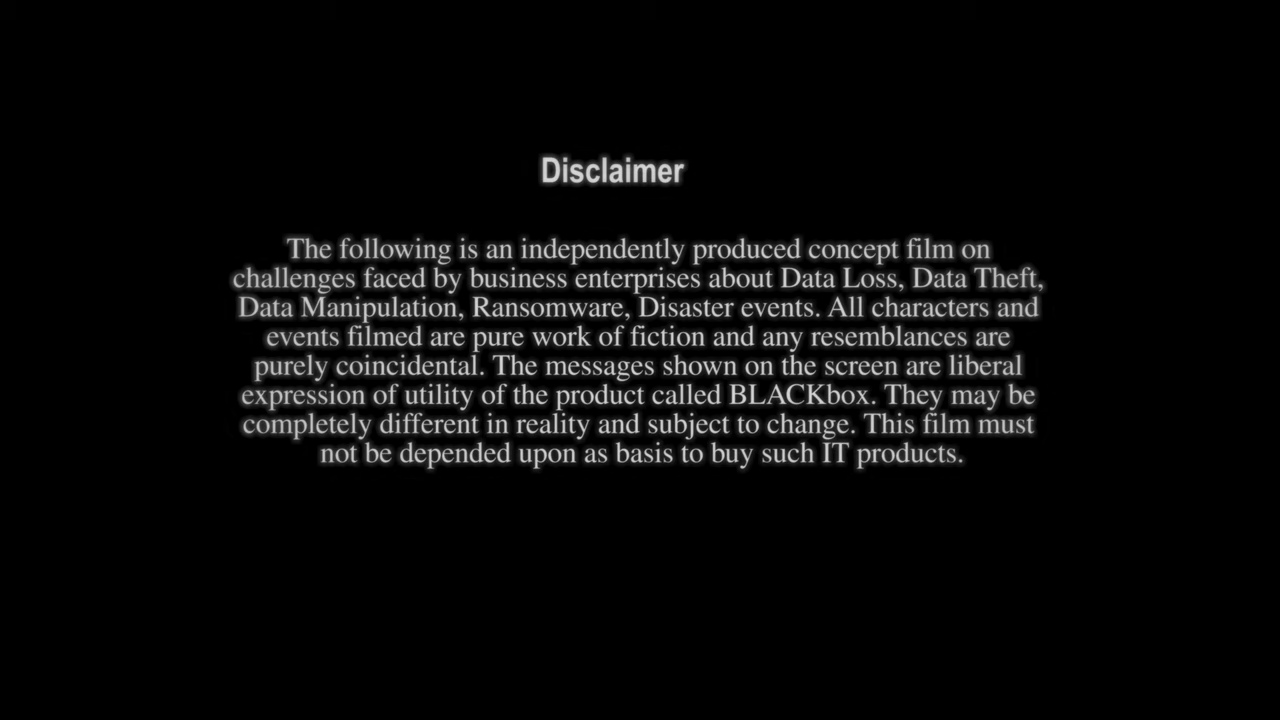 Disclaimer
The following is an independently produced concept film on
challenges faced by business enterprises about Data Loss, Data Theft,
Data Manipulation, Ransomware, Disaster events. All characters and
events filmed are pure work of fiction and any resemblances are
purely coincidental. The messages shown on the screen are liberal
expression of utility of the product called BLACKbox. They may be
completely different in reality and subject to change. This film must
not be depended upon as basis to buy such IT products.